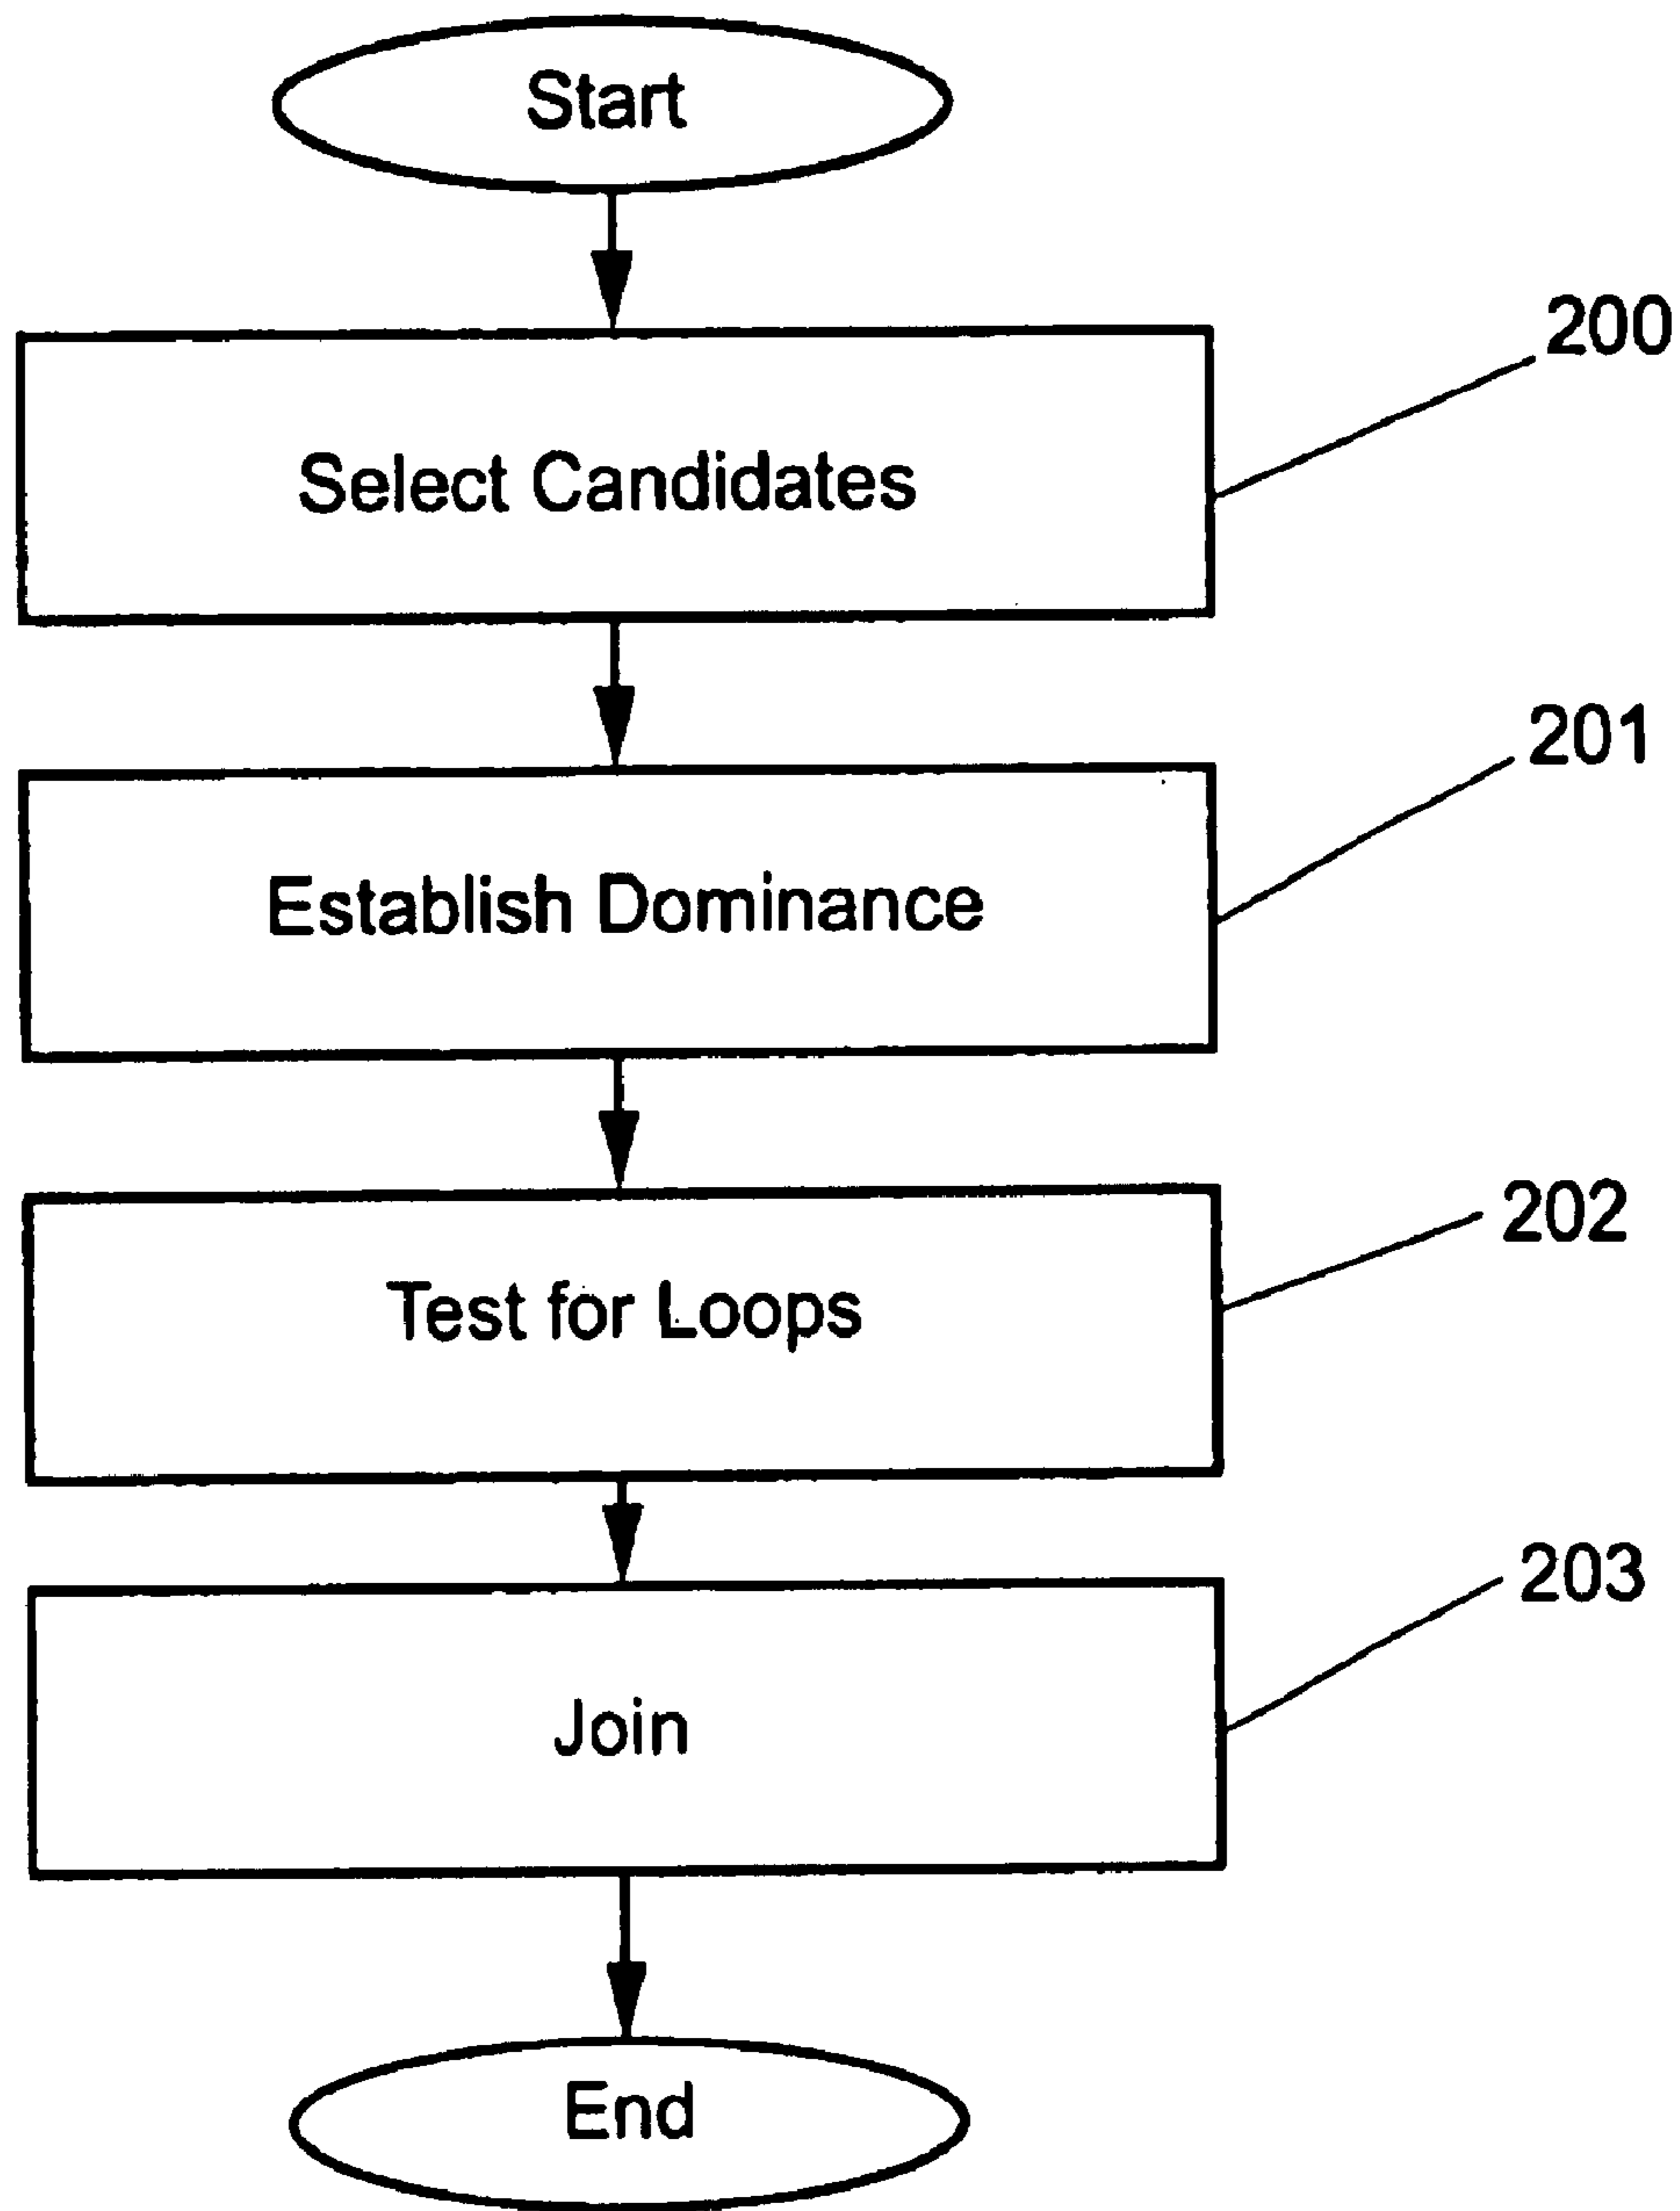 Start
200
Select Candidates
201
Establish Dominance
202
Test for Loops
203
Join
End